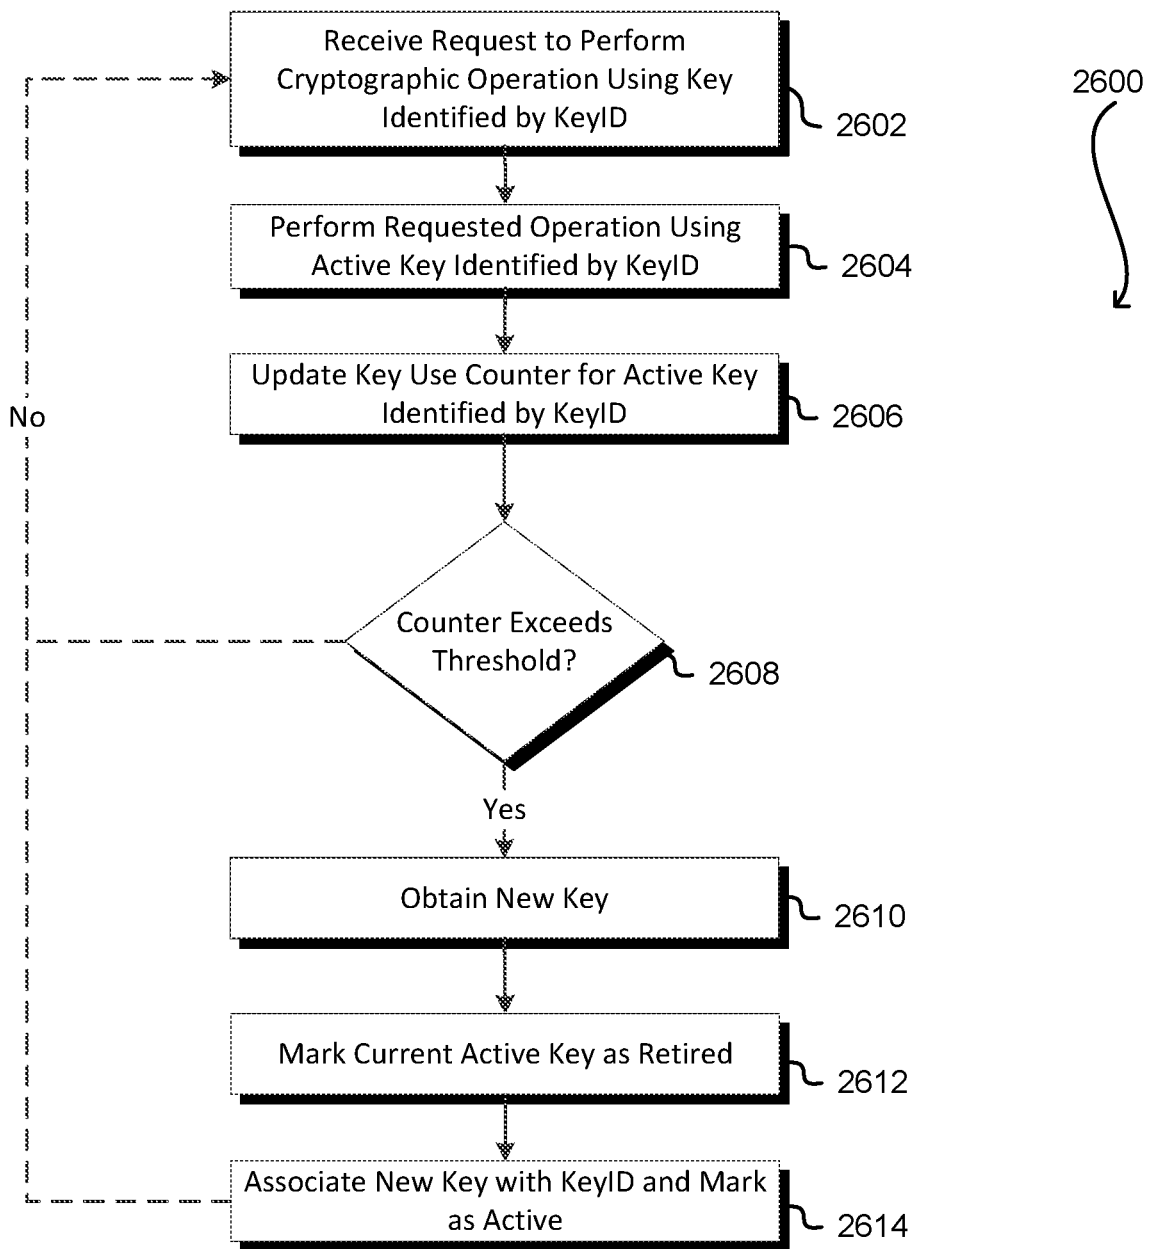 Receive Request to Perform
Cryptographic Operation Using Key
Identified by KeyID
2602
2600
Perform Requested Operation Using
Active Key Identified by KeyID
2604
Update Key Use Counter for Active Key
Identified by KeyID
2606
No
Counter Exceeds
Threshold?
2608
Yes
Obtain New Key
2610
Mark Current Active Key as Retired
2612
Associate New Key with KeyID and Mark
as Active
2614